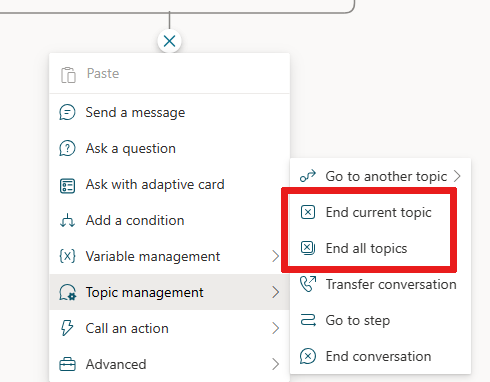 Paste
Send a message
Ask a question
Ask with adaptive card
Add a condition
{x} Variable management
Topic management
Call an action
Advanced
Go to another topic
End current topic
End all topics
Transfer conversation
Go to step
End conversation